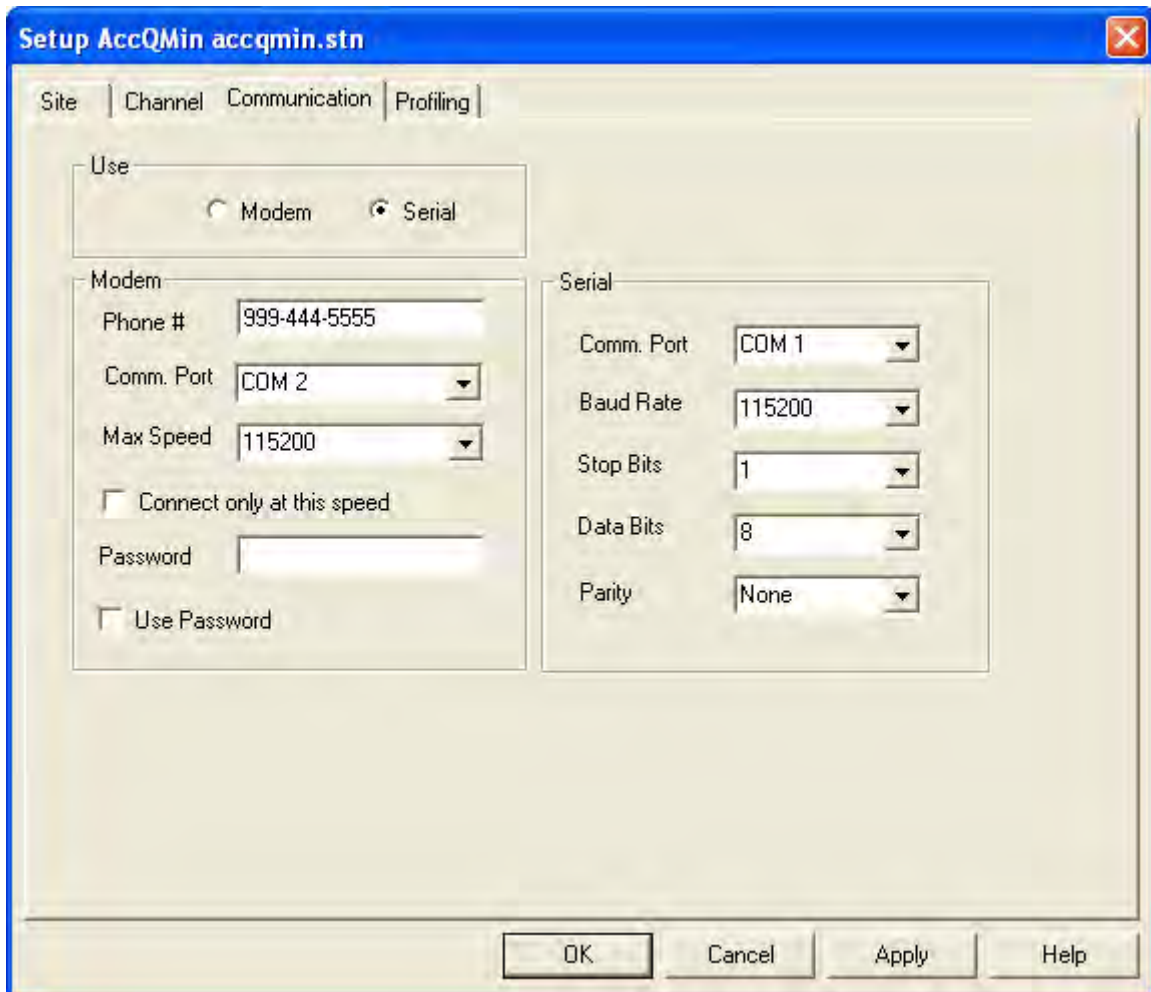 Setup AccQMin accqmin.stn
Site Channel Communication Profiling
Use
Modem Serial
Modem
Phone # 999-444-5555
Comm. Port COM 2
Max Speed 115200
Connect only at this speed
Password
Use Password
Serial
Comm. Port COM 1
Baud Rate 115200
Stop Bits 1
Data Bits 8
Parity None
OK Cancel Apply Help